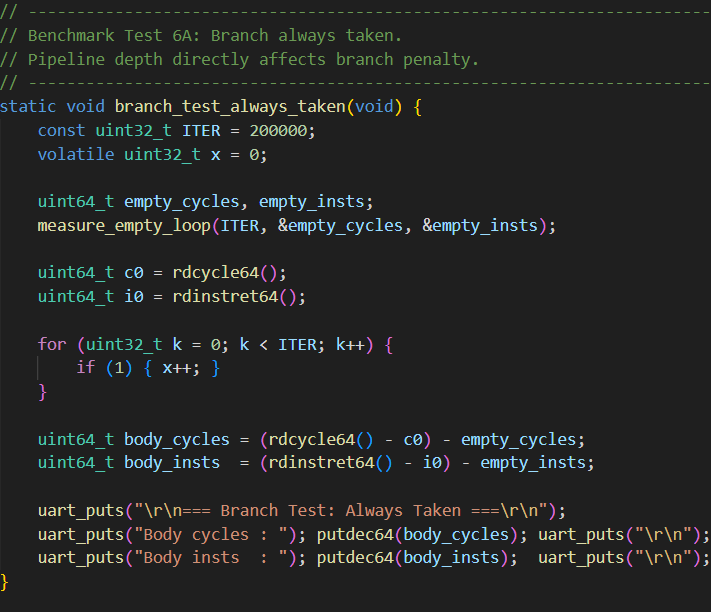 // -----------------------------------------------------------------------
// Benchmark Test 6A: Branch always taken.
// Pipeline depth directly affects branch penalty.
// -----------------------------------------------------------------------
static void branch_test_always_taken(void) {
    const uint32_t ITER = 200000;
    volatile uint32_t x = 0;

    uint64_t empty_cycles, empty_insts;
    measure_empty_loop(ITER, &empty_cycles, &empty_insts);

    uint64_t c0 = rdcycle64();
    uint64_t i0 = rdinstret64();

    for (uint32_t k = 0; k < ITER; k++) {
        if (1) { x++; }
    }

    uint64_t body_cycles = (rdcycle64() - c0) - empty_cycles;
    uint64_t body_insts  = (rdinstret64() - i0) - empty_insts;

    uart_puts("\r\n=== Branch Test: Always Taken ===\r\n");
    uart_puts("Body cycles : "); putdec64(body_cycles); uart_puts("\r\n");
    uart_puts("Body insts  : "); putdec64(body_insts);  uart_puts("\r\n");
}